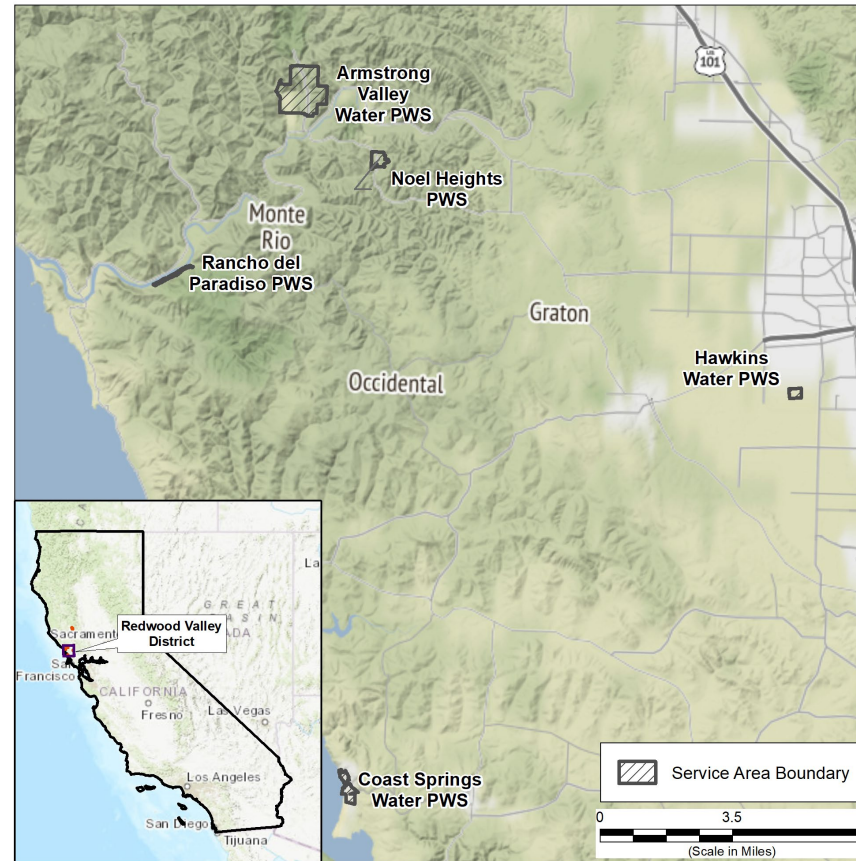 US
101
Armstrong
Valley
Water PWS
Noel Heights
PWS
Monte
Rio
Rancho del
Paradiso PWS
Graton
Hawkins
Water PWS
Occidental
GREAT
Redwood Valley
District
Sacramento
San
Francisco
CALIFORNIA
Fresno
Las Vegas
Los Angeles
San Diego
Tijuana
Coast Springs
Water PWS
Service Area Boundary
0 3.5
(Scale in Miles)